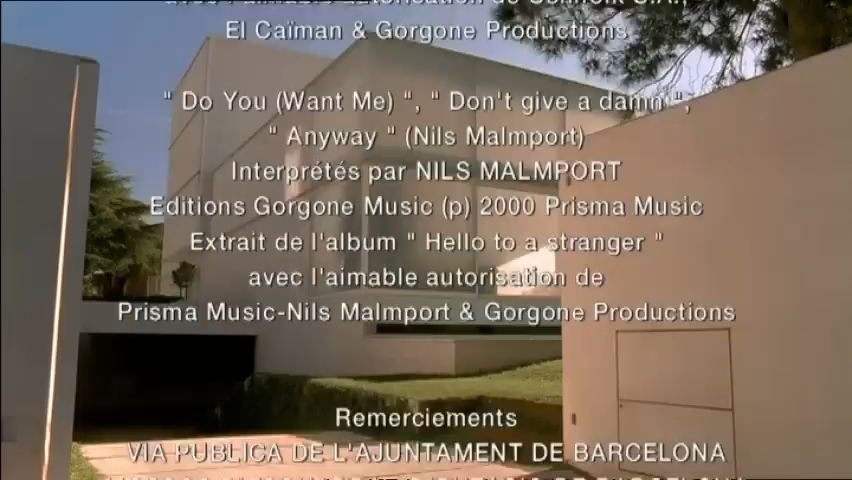 El Caïman & Gorgone Productions
" Do You (Want Me) ", " Don't give a damn ",
" Anyway " (Nils Malmport)
Interprétés par NILS MALMPORT
Editions Gorgone Music (p) 2000 Prisma Music
Extrait de l'album " Hello to a stranger "
avec l'aimable autorisation de
Prisma Music-Nils Malmport & Gorgone Productions
Remerciements
VIA PUBLICA DE L'AJUNTAMENT DE BARCELONA